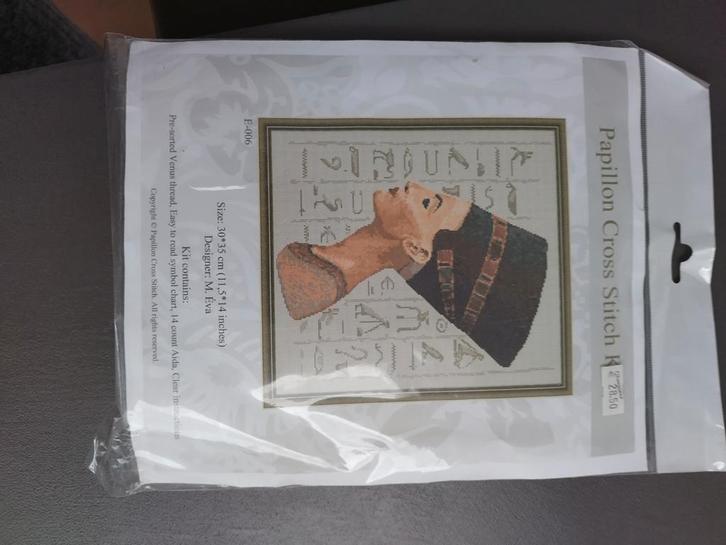 Papillon Cross Stitch K
28.50
E-006
Size: 30*35 cm (11,5*14 inches)
Designer: M. Éva
Kit contains:
Pre-sorted Venus thread, Easy to read symbol chart, 14 count Aida, Clear instructions
Copyright © Papillon Cross Stitch. All rights reserved